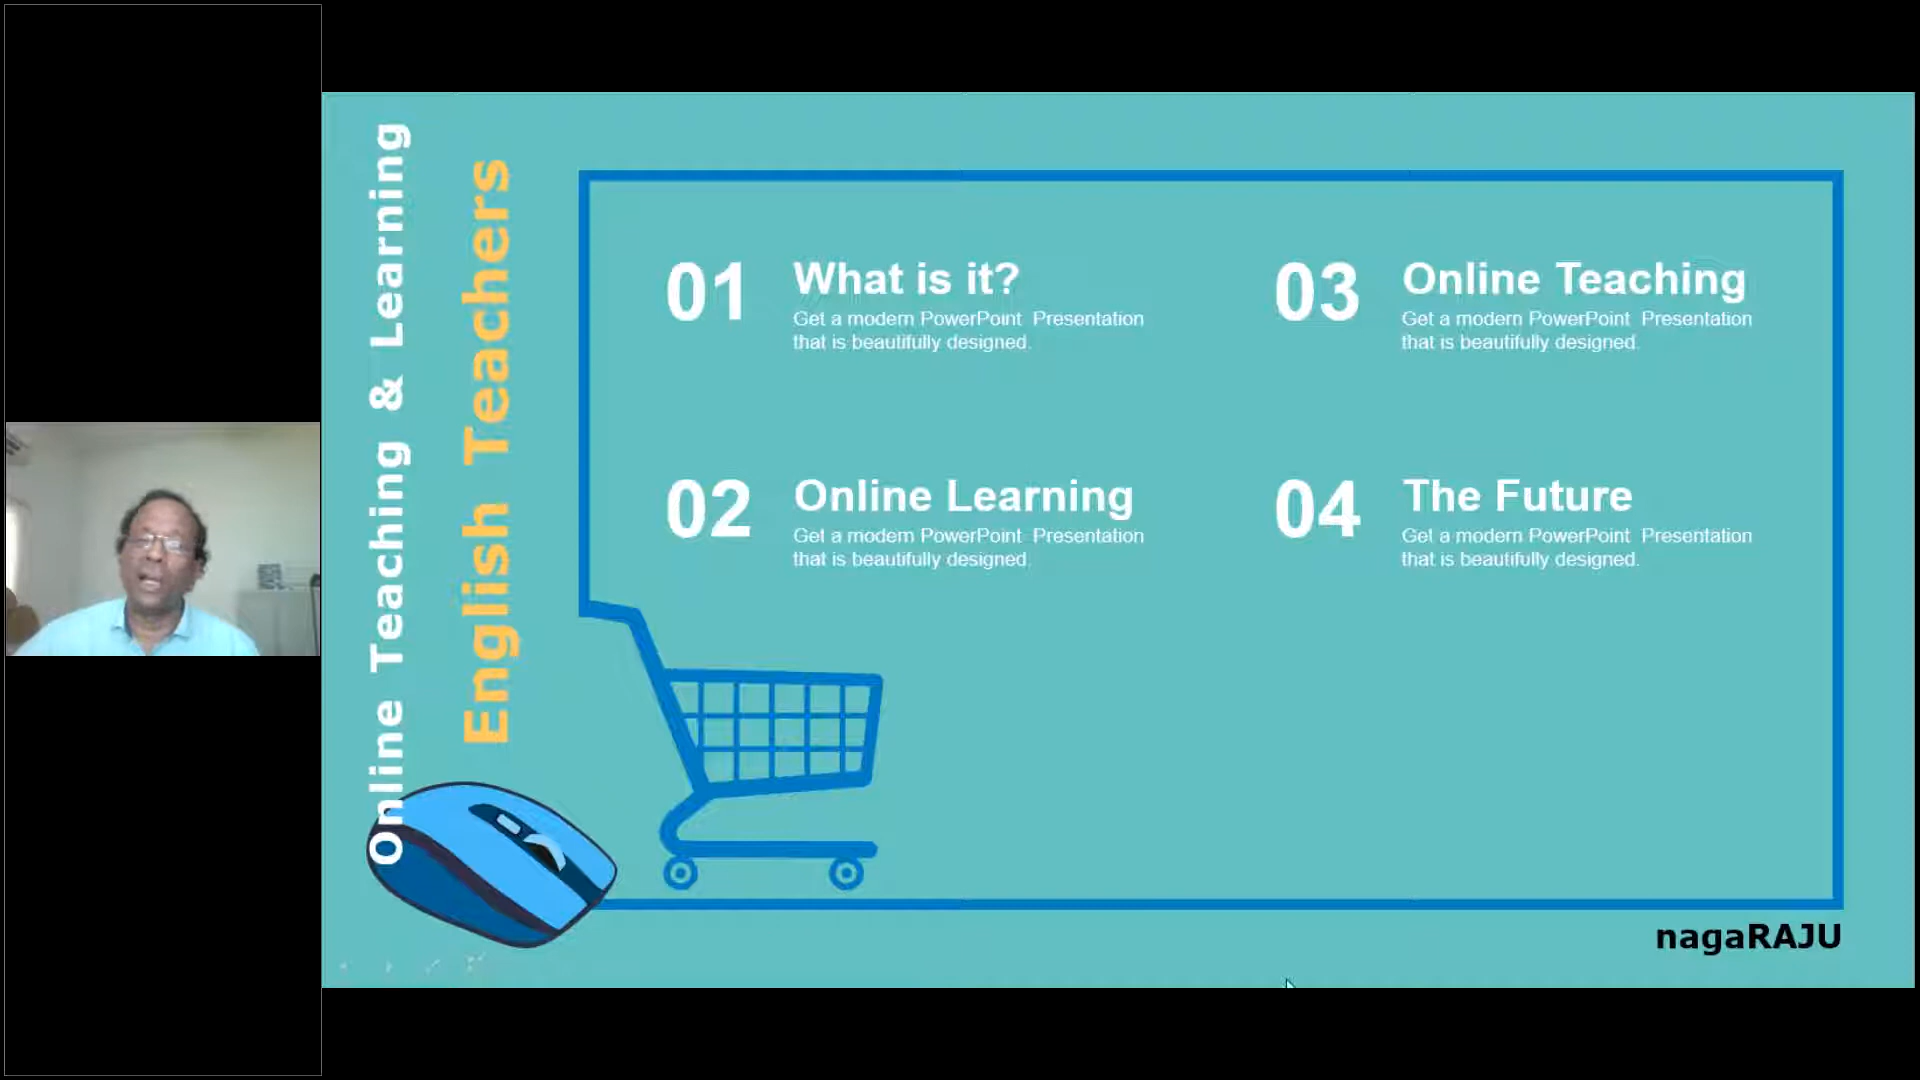 Online Teaching & Learning
English Teachers
01
What is it?
Get a modern PowerPoint Presentation
that is beautifully designed.
02
Online Learning
Get a modern PowerPoint Presentation
that is beautifully designed.
03
Online Teaching
Get a modern PowerPoint Presentation
that is beautifully designed.
04
The Future
Get a modern PowerPoint Presentation
that is beautifully designed.
nagaRAJU